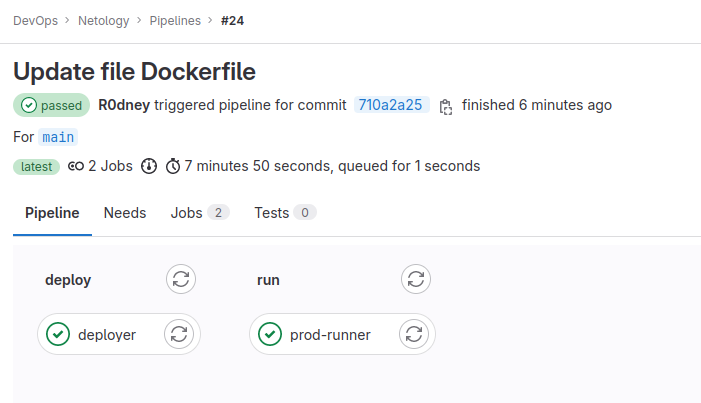 DevOps > Netology > Pipelines > #24
Update file Dockerfile
passed R0dney triggered pipeline for commit 710a2a25 finished 6 minutes ago
For main
latest 2 Jobs 7 minutes 50 seconds, queued for 1 seconds
Pipeline Needs Jobs 2 Tests 0
deploy run
deployer prod-runner